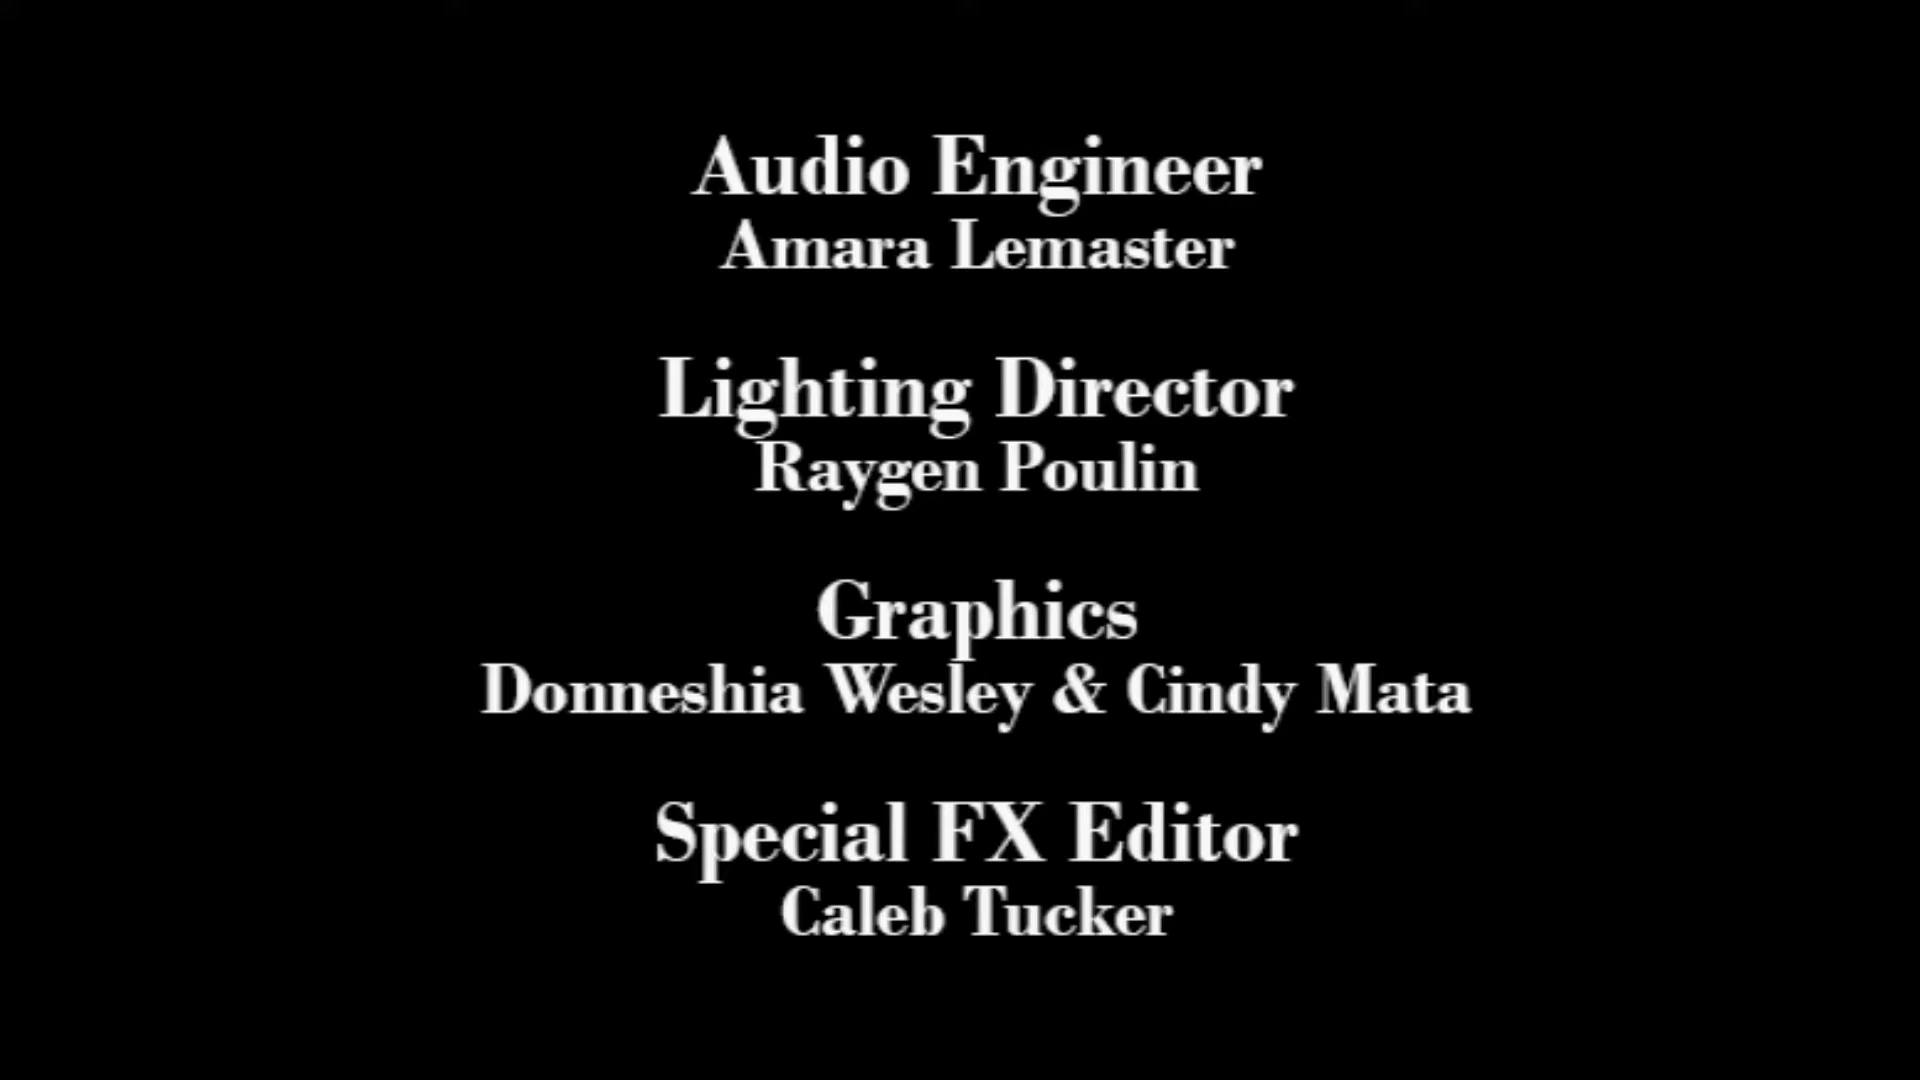 Audio Engineer
Amara Lemaster
Lighting Director
Raygen Poulin
Graphics
Donneshia Wesley & Cindy Mata
Special FX Editor
Caleb Tucker